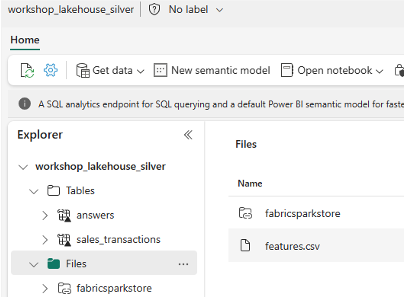 workshop_lakehouse_silver | No label
Home
Get data New semantic model Open notebook
A SQL analytics endpoint for SQL querying and a default Power BI semantic model for faste
Explorer
workshop_lakehouse_silver
Tables
answers
sales_transactions
Files ...
fabricsparkstore
Files
Name
fabricsparkstore
features.csv